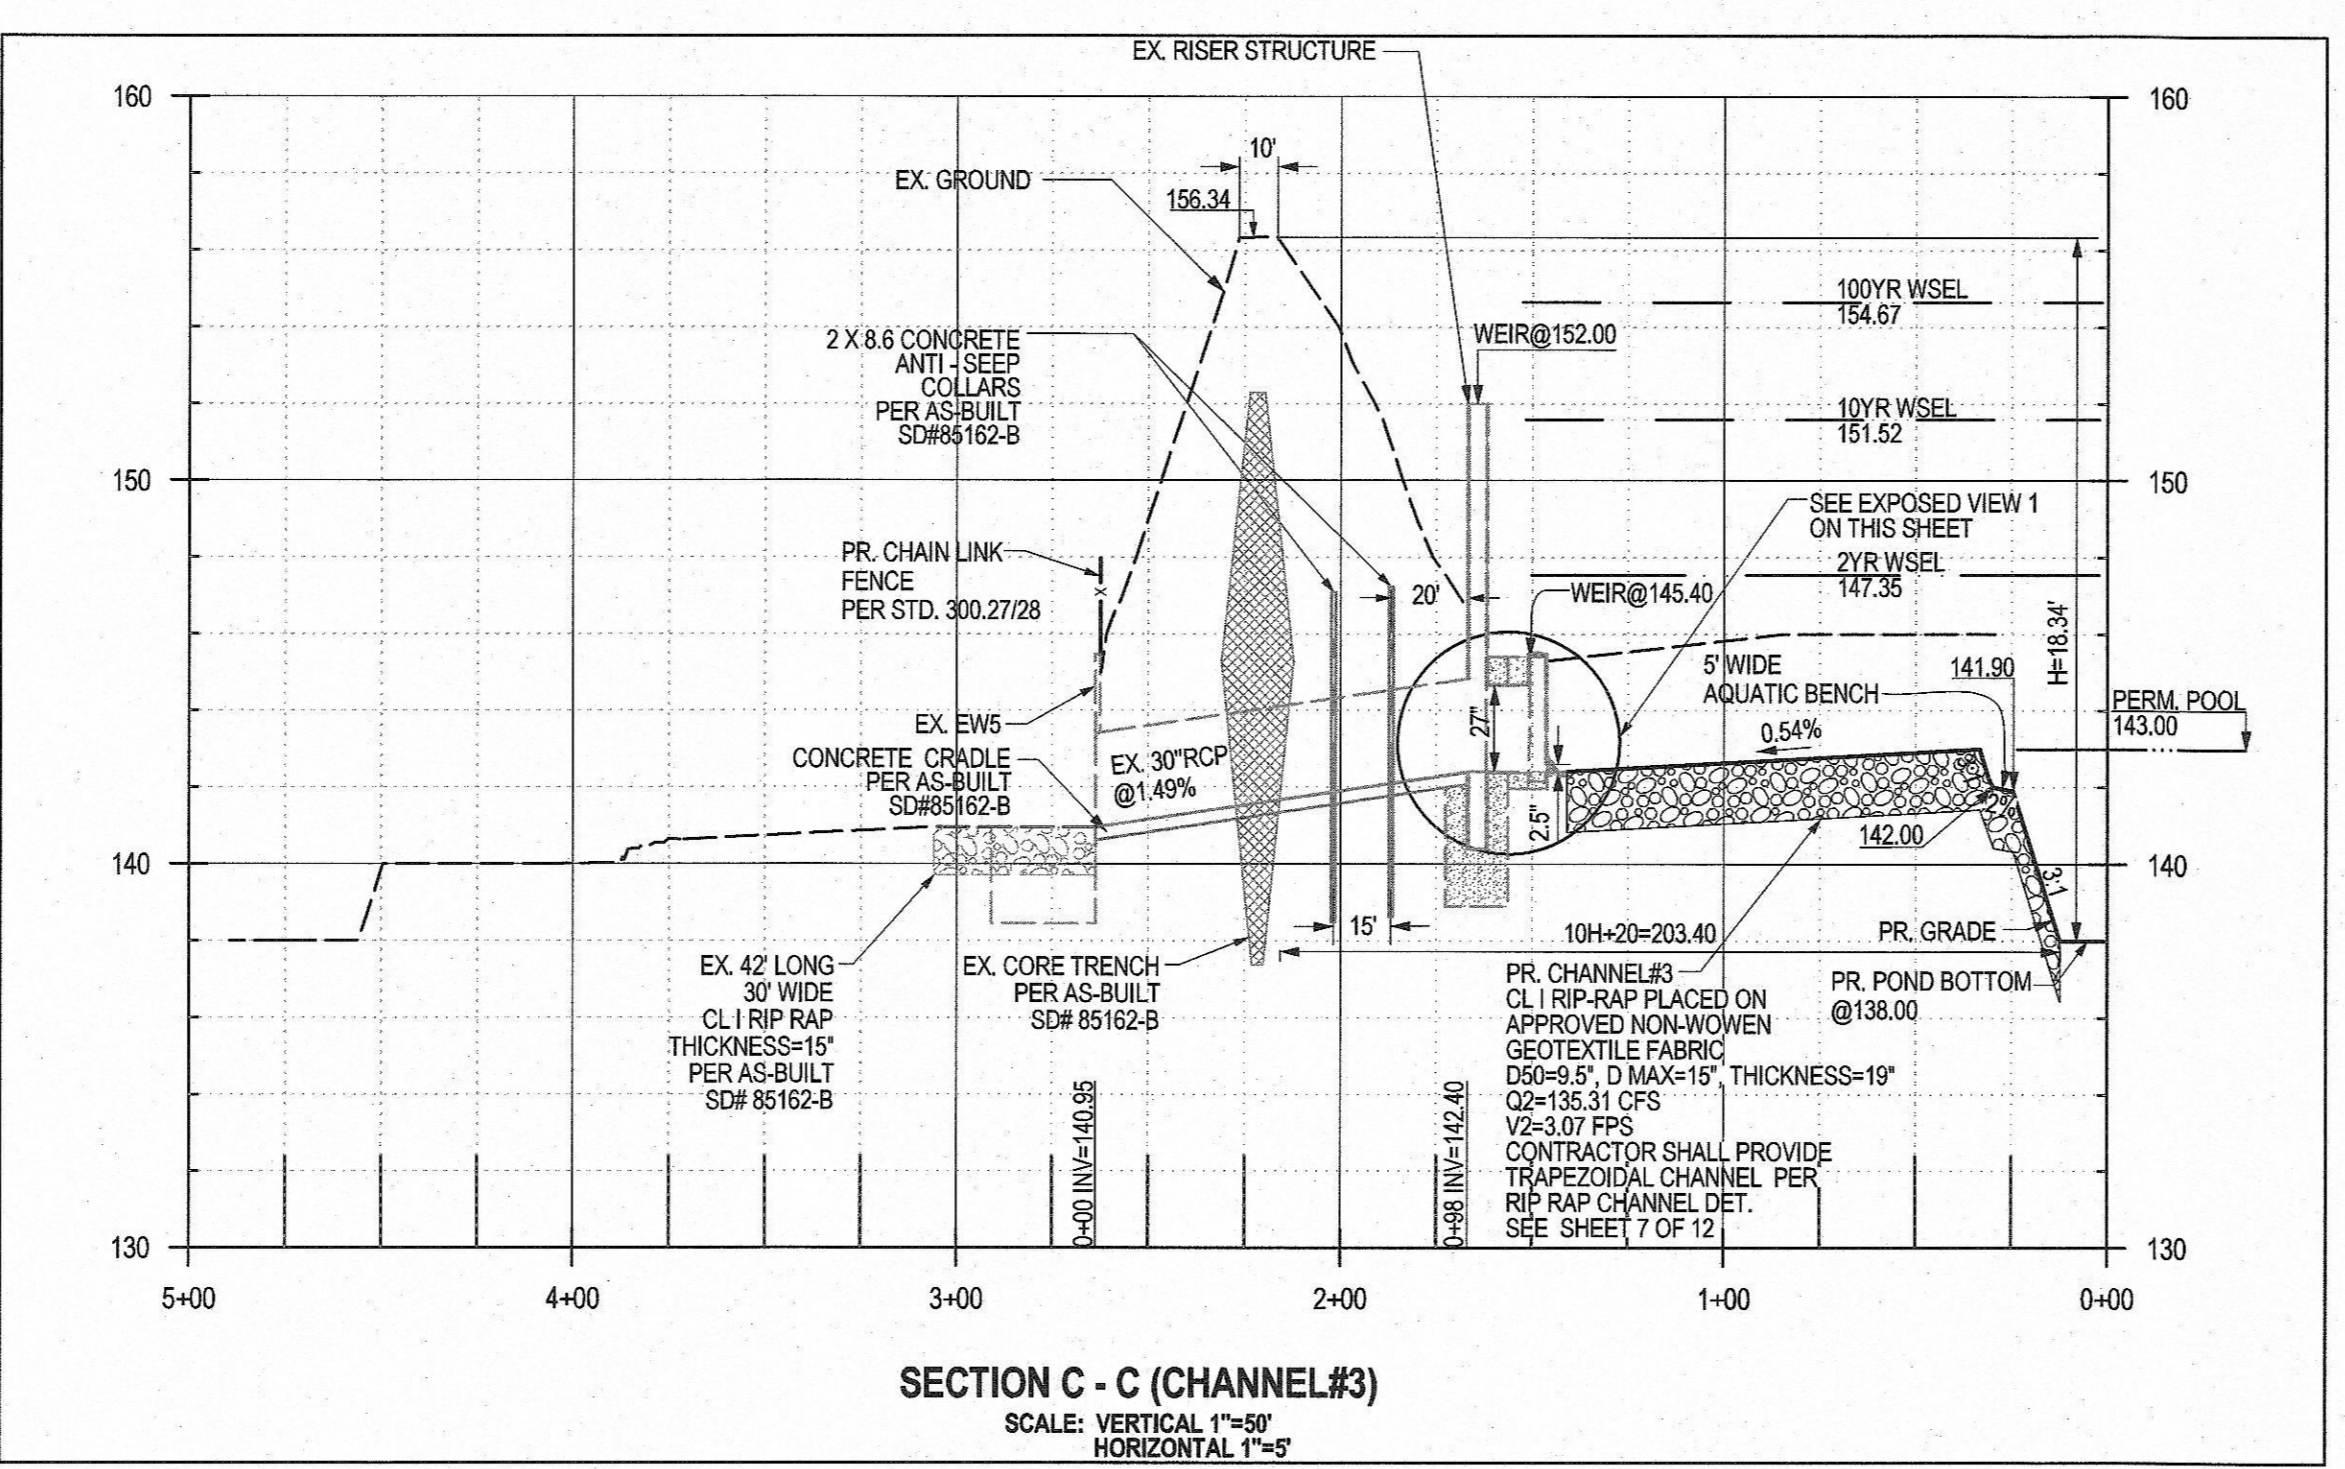 EX. RISER STRUCTURE
160
160
10'
EX. GROUND
156.34
100YR WSEL
154.67
2 X 8.6 CONCRETE
ANTI - SEEP
COLLARS
PER AS-BUILT
SD#85162-B
WEIR@152.00
10YR WSEL
151.52
150
150
SEE EXPOSED VIEW 1
ON THIS SHEET
PR. CHAIN LINK
FENCE
PER STD. 300.27/28
x
2YR WSEL
147.35
20'
WEIR@145.40
H=18.34'
5' WIDE
AQUATIC BENCH
141.90
PERM. POOL
143.00
EX. EW5
27"
0.54%
CONCRETE CRADLE
PER AS-BUILT
SD#85162-B
EX. 30"RCP
@1.49%
2.5"
3:1
2%
142.00
140
140
3:1
15'
10H+20=203.40
PR. GRADE
EX. 42' LONG
30' WIDE
CL I RIP RAP
THICKNESS=15"
PER AS-BUILT
SD# 85162-B
EX. CORE TRENCH
PER AS-BUILT
SD# 85162-B
PR. CHANNEL#3
CL I RIP-RAP PLACED ON
APPROVED NON-WOWEN
GEOTEXTILE FABRIC
D50=9.5", D MAX=15", THICKNESS=19"
Q2=135.31 CFS
V2=3.07 FPS
CONTRACTOR SHALL PROVIDE
TRAPEZOIDAL CHANNEL PER
RIP RAP CHANNEL DET.
SEE SHEET 7 OF 12
PR. POND BOTTOM
@138.00
0+00 INV=140.95
0+98 INV=142.40
130
130
5+00
4+00
3+00
2+00
1+00
0+00
SECTION C - C (CHANNEL#3)
SCALE: VERTICAL 1"=50'
HORIZONTAL 1"=5'